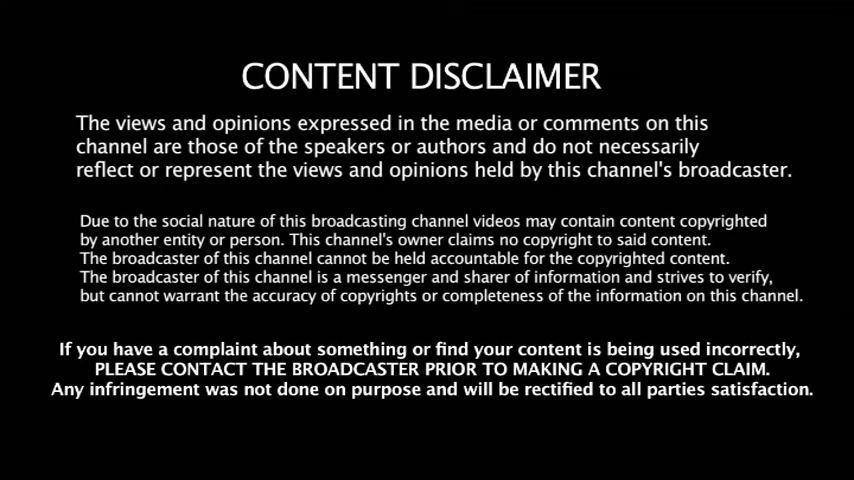 CONTENT DISCLAIMER
The views and opinions expressed in the media or comments on this
channel are those of the speakers or authors and do not necessarily
reflect or represent the views and opinions held by this channel's broadcaster.
Due to the social nature of this broadcasting channel videos may contain content copyrighted
by another entity or person. This channel's owner claims no copyright to said content.
The broadcaster of this channel cannot be held accountable for the copyrighted content.
The broadcaster of this channel is a messenger and sharer of information and strives to verify,
but cannot warrant the accuracy of copyrights or completeness of the information on this channel.
If you have a complaint about something or find your content is being used incorrectly,
PLEASE CONTACT THE BROADCASTER PRIOR TO MAKING A COPYRIGHT CLAIM.
Any infringement was not done on purpose and will be rectified to all parties satisfaction.